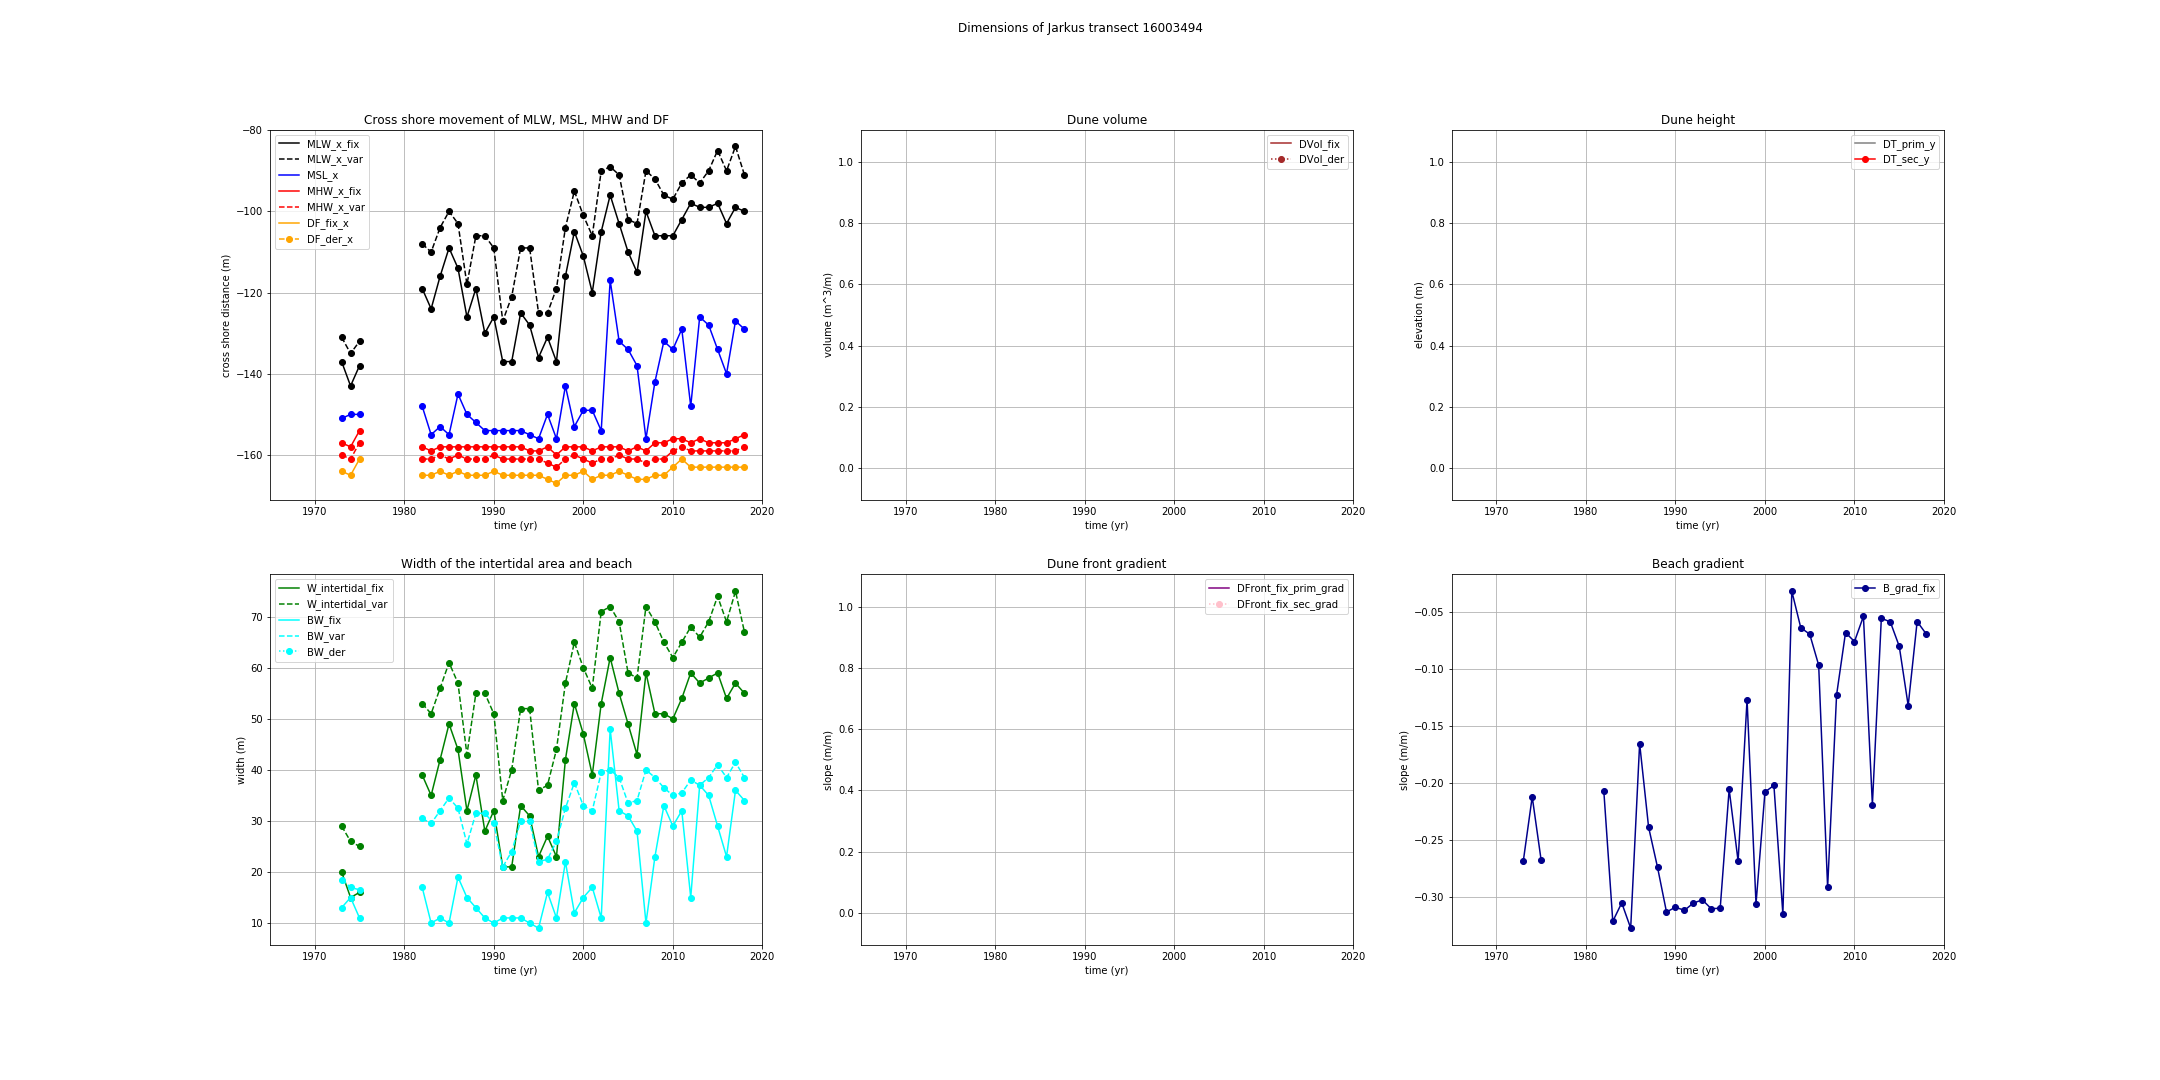 Dimensions of Jarkus transect 16003494
Cross shore movement of MLW, MSL, MHW and DF
−80
−100
−120
−140
−160
cross shore distance (m)
MLW_x_fix
MLW_x_var
MSL_x
MHW_x_fix
MHW_x_var
DF_fix_x
DF_der_x
1970 1980 1990 2000 2010 2020
time (yr)
Dune volume
1.0
0.8
0.6
0.4
0.2
0.0
volume (m^3/m)
DVol_fix
DVol_der
1970 1980 1990 2000 2010 2020
time (yr)
Dune height
1.0
0.8
0.6
0.4
0.2
0.0
elevation (m)
DT_prim_y
DT_sec_y
1970 1980 1990 2000 2010 2020
time (yr)
Width of the intertidal area and beach
70
60
50
40
30
20
10
width (m)
W_intertidal_fix
W_intertidal_var
BW_fix
BW_var
BW_der
1970 1980 1990 2000 2010 2020
time (yr)
Dune front gradient
1.0
0.8
0.6
0.4
0.2
0.0
slope (m/m)
DFront_fix_prim_grad
DFront_fix_sec_grad
1970 1980 1990 2000 2010 2020
time (yr)
Beach gradient
−0.05
−0.10
−0.15
−0.20
−0.25
−0.30
slope (m/m)
B_grad_fix
1970 1980 1990 2000 2010 2020
time (yr)